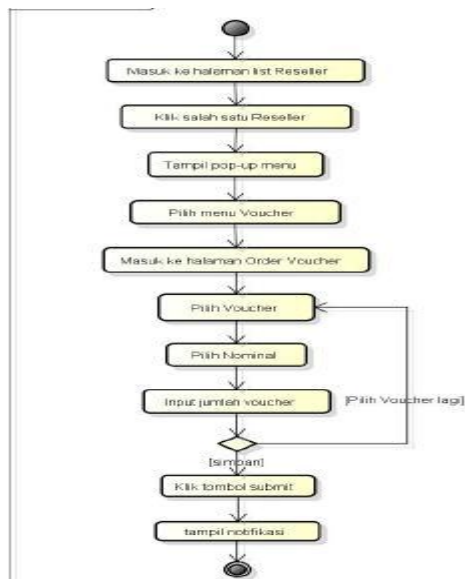 Masuk ke halaman list Reseller
Klik salah satu Reseller
Tampil pop-up menu
Pilih menu Voucher
Masuk ke halaman Order Voucher
Pilih Voucher
Pilih Nominal
Input jumlah voucher
[Pilih Voucher lagi]
[simpan]
Klik tombol submit
tampil notifikasi